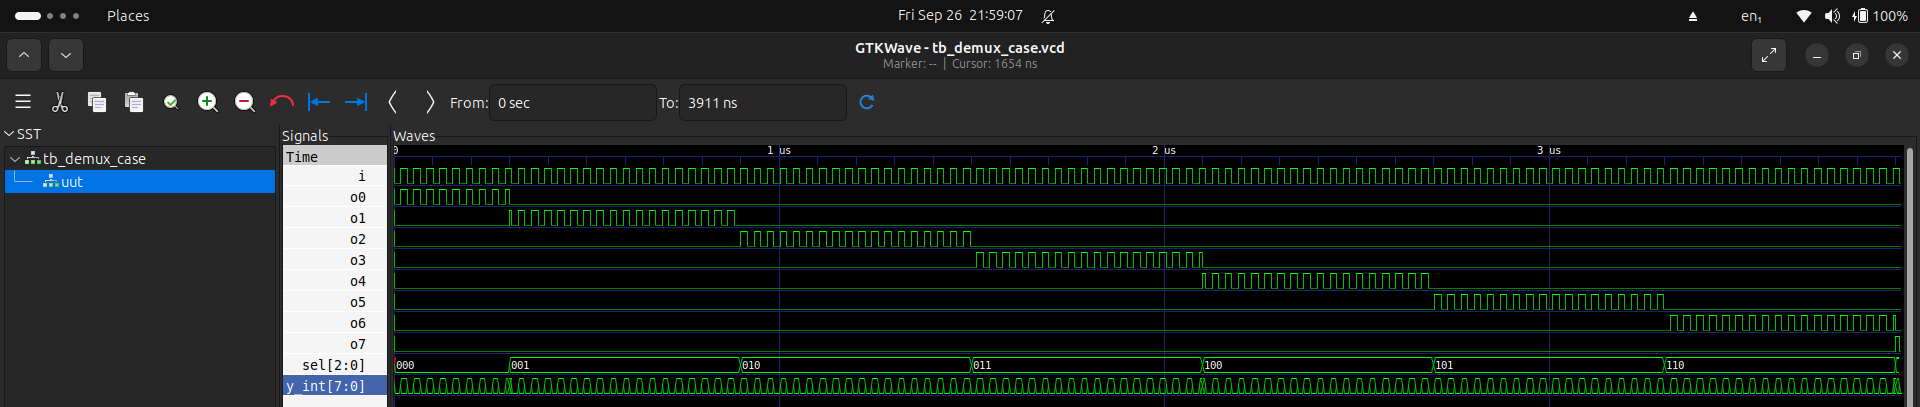 Places
Fri Sep 26 21:59:07
en₁
100%
GTKWave - tb_demux_case.vcd
Marker: -- | Cursor: 1654 ns
From: 0 sec
To: 3911 ns
SST
tb_demux_case
uut
Signals
Time
i
o0
o1
o2
o3
o4
o5
o6
o7
sel[2:0]
y_int[7:0]
Waves
0 1 us 2 us 3 us
000 001 010 011 100 101 110